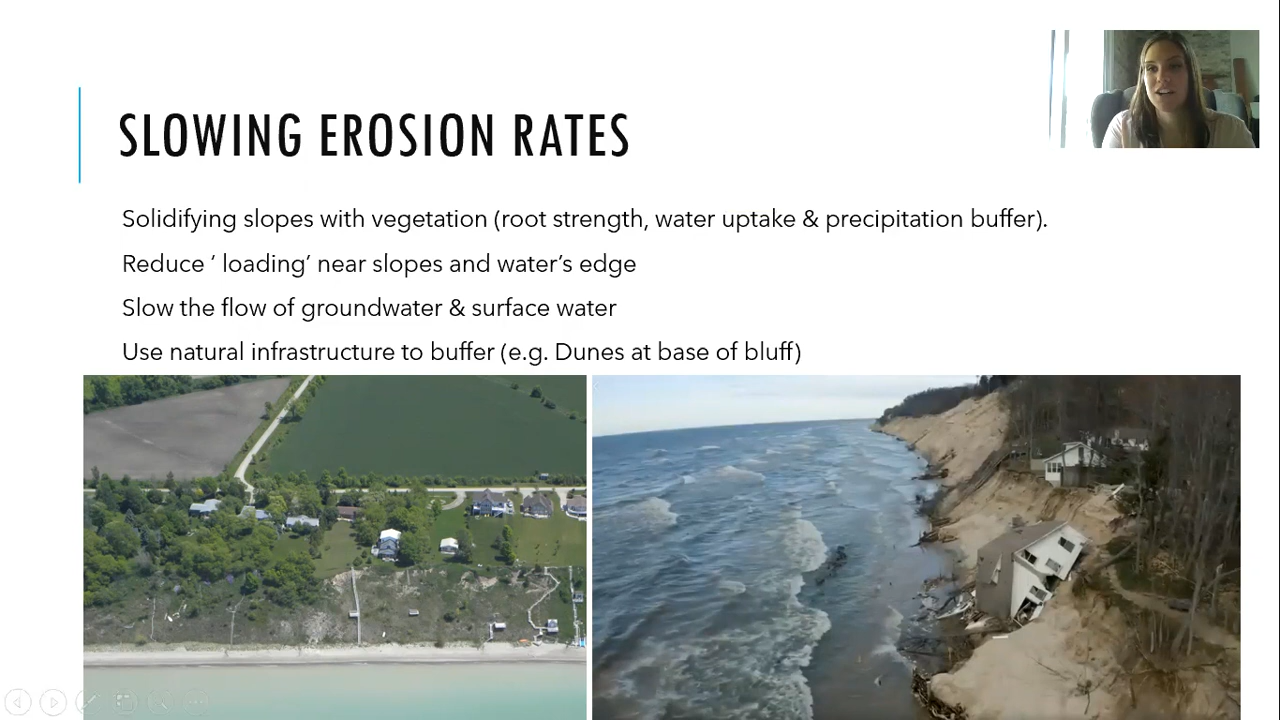 SLOWING EROSION RATES
Solidifying slopes with vegetation (root strength, water uptake & precipitation buffer).
Reduce ‘ loading’ near slopes and water’s edge
Slow the flow of groundwater & surface water
Use natural infrastructure to buffer (e.g. Dunes at base of bluff)